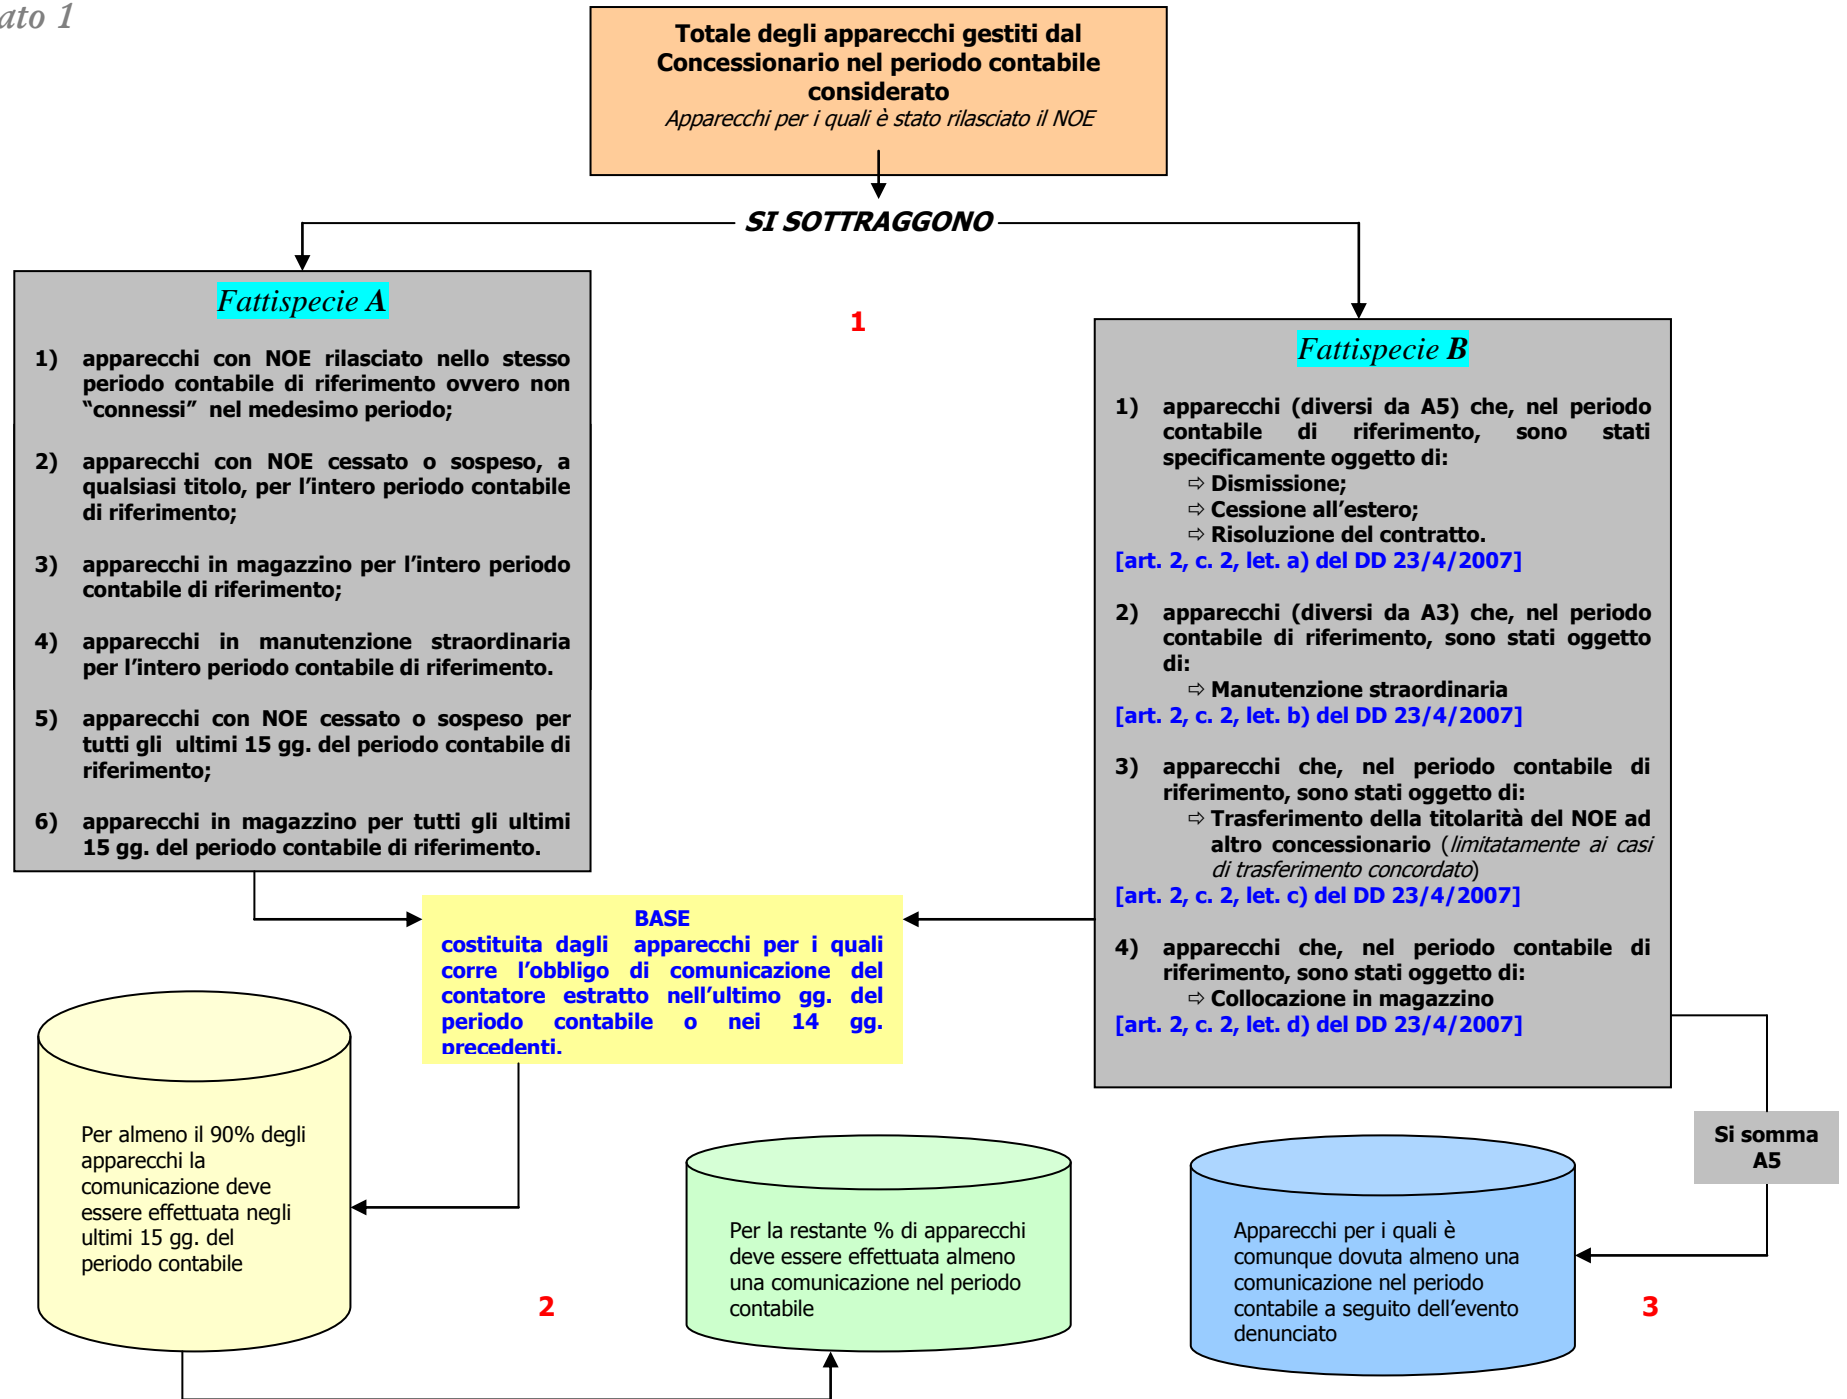 ato 1
Totale degli apparecchi gestiti dal
Concessionario nel periodo contabile
considerato
Apparecchi per i quali è stato rilasciato il NOE
SI SOTTRAGGONO
Fattispecie A
1) apparecchi con NOE rilasciato nello stesso
periodo contabile di riferimento ovvero non
“connessi” nel medesimo periodo;
2) apparecchi con NOE cessato o sospeso, a
qualsiasi titolo, per l’intero periodo contabile
di riferimento;
3) apparecchi in magazzino per l’intero periodo
contabile di riferimento;
4) apparecchi in manutenzione straordinaria
per l’intero periodo contabile di riferimento.
5) apparecchi con NOE cessato o sospeso per
tutti gli ultimi 15 gg. del periodo contabile di
riferimento;
6) apparecchi in magazzino per tutti gli ultimi
15 gg. del periodo contabile di riferimento.
1
Fattispecie B
1) apparecchi (diversi da A5) che, nel periodo
contabile di riferimento, sono stati
specificamente oggetto di:
⇨ Dismissione;
⇨ Cessione all’estero;
⇨ Risoluzione del contratto.
[art. 2, c. 2, let. a) del DD 23/4/2007]
2) apparecchi (diversi da A3) che, nel periodo
contabile di riferimento, sono stati oggetto
di:
⇨ Manutenzione straordinaria
[art. 2, c. 2, let. b) del DD 23/4/2007]
3) apparecchi che, nel periodo contabile di
riferimento, sono stati oggetto di:
⇨ Trasferimento della titolarità del NOE ad
altro concessionario (limitatamente ai casi
di trasferimento concordato)
[art. 2, c. 2, let. c) del DD 23/4/2007]
4) apparecchi che, nel periodo contabile di
riferimento, sono stati oggetto di:
⇨ Collocazione in magazzino
[art. 2, c. 2, let. d) del DD 23/4/2007]
BASE
costituita dagli apparecchi per i quali
corre l’obbligo di comunicazione del
contatore estratto nell’ultimo gg. del
periodo contabile o nei 14 gg.
precedenti.
Per almeno il 90% degli
apparecchi la
comunicazione deve
essere effettuata negli
ultimi 15 gg. del
periodo contabile
2
Per la restante % di apparecchi
deve essere effettuata almeno
una comunicazione nel periodo
contabile
Si somma
A5
Apparecchi per i quali è
comunque dovuta almeno una
comunicazione nel periodo
contabile a seguito dell’evento
denunciato
3